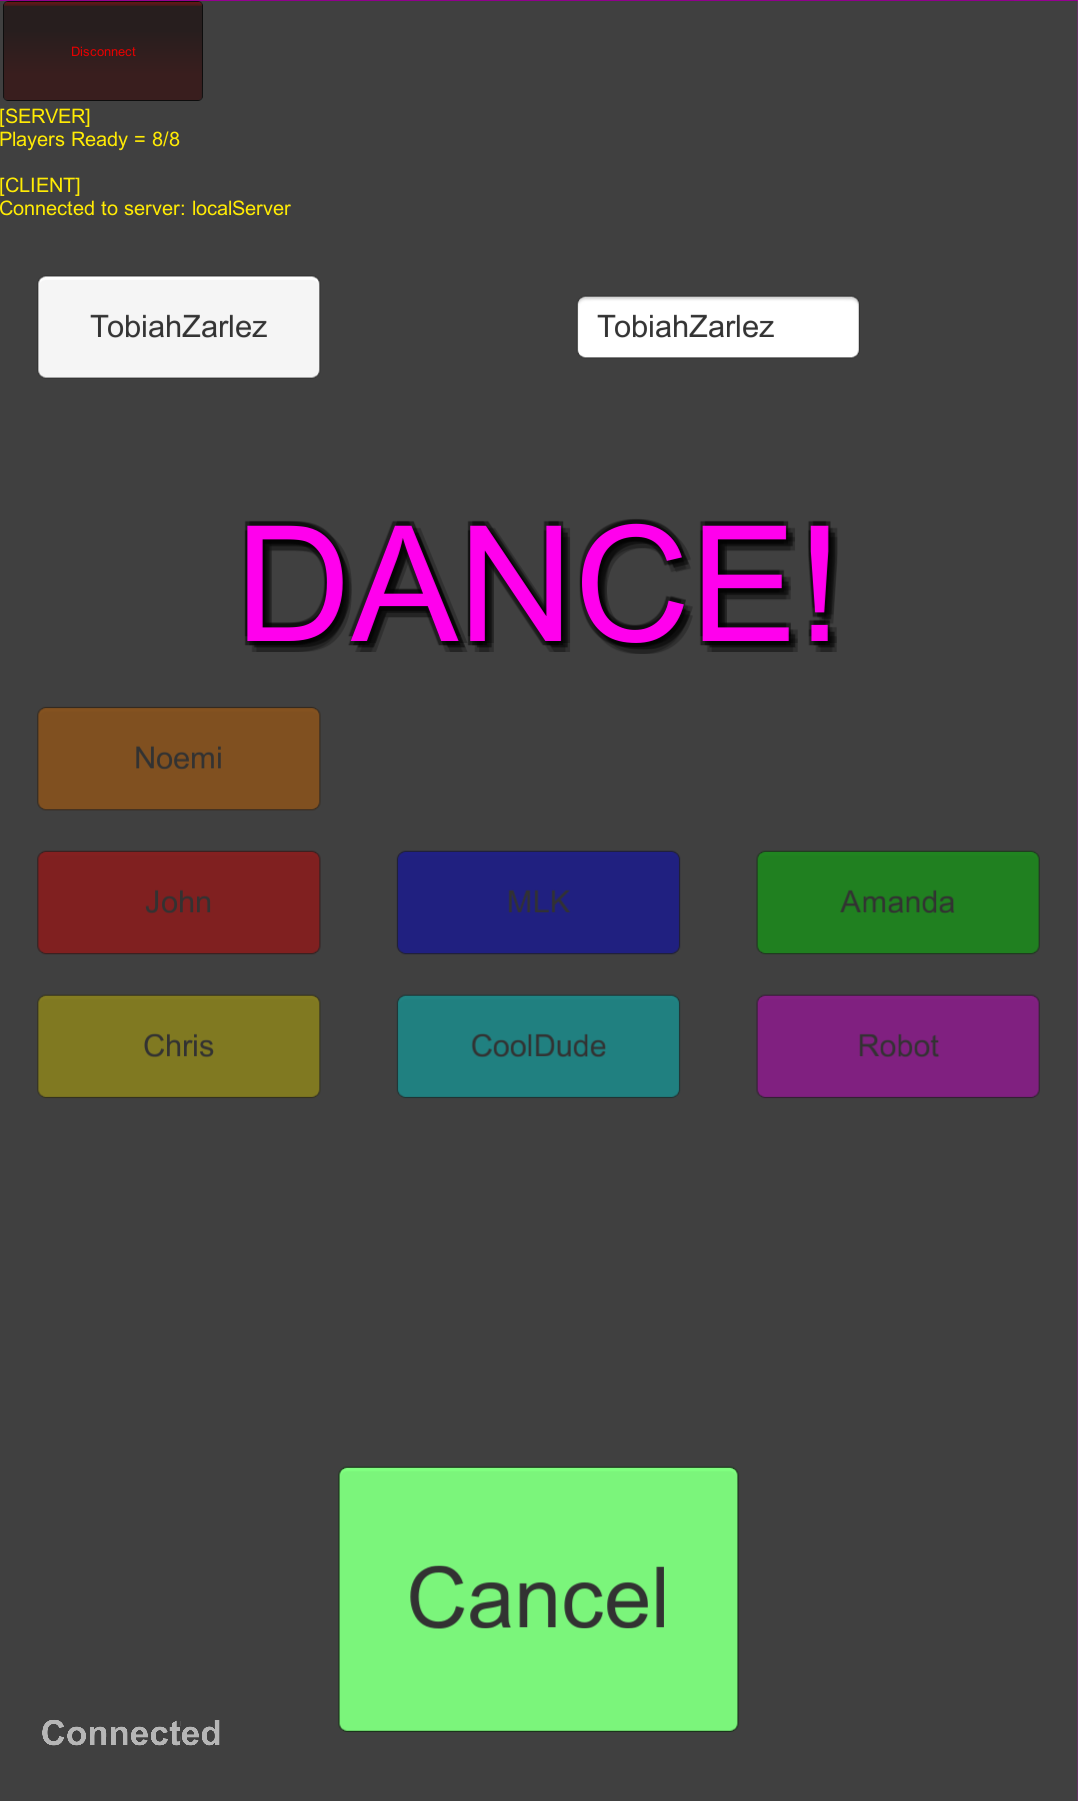 Disconnect
[SERVER]
Players Ready = 8/8
[CLIENT]
Connected to server: localServer
TobiahZarlez
TobiahZarlez
DANCE!
Noemi
John
MLK
Amanda
Chris
CoolDude
Robot
Cancel
Connected